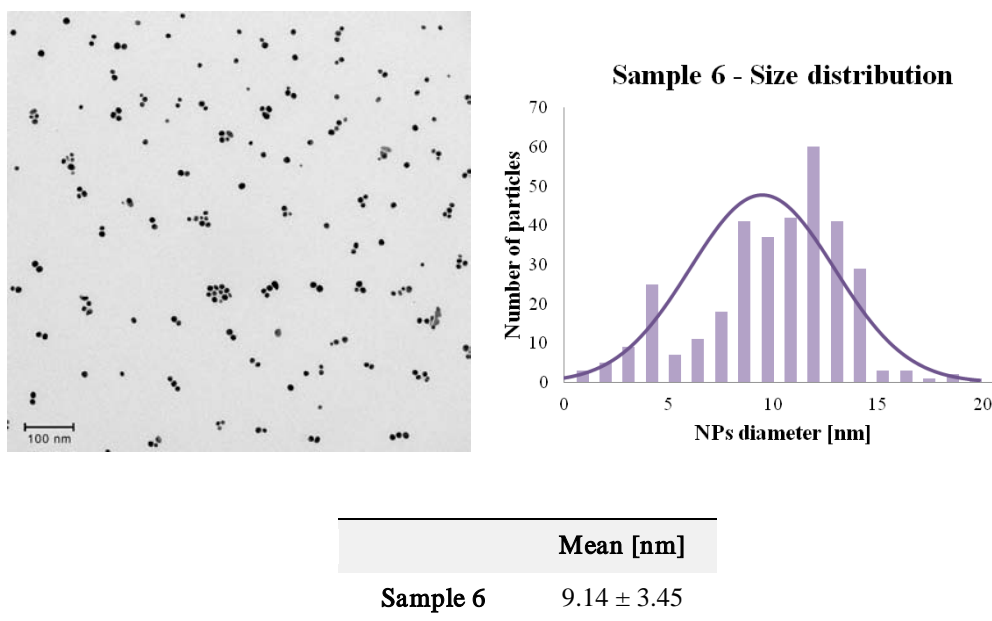 100 nm
Sample 6 - Size distribution
Number of particles
70
60
50
40
30
20
10
0
0 5 10 15 20
NPs diameter [nm]
Mean [nm]
Sample 6 9.14 ± 3.45